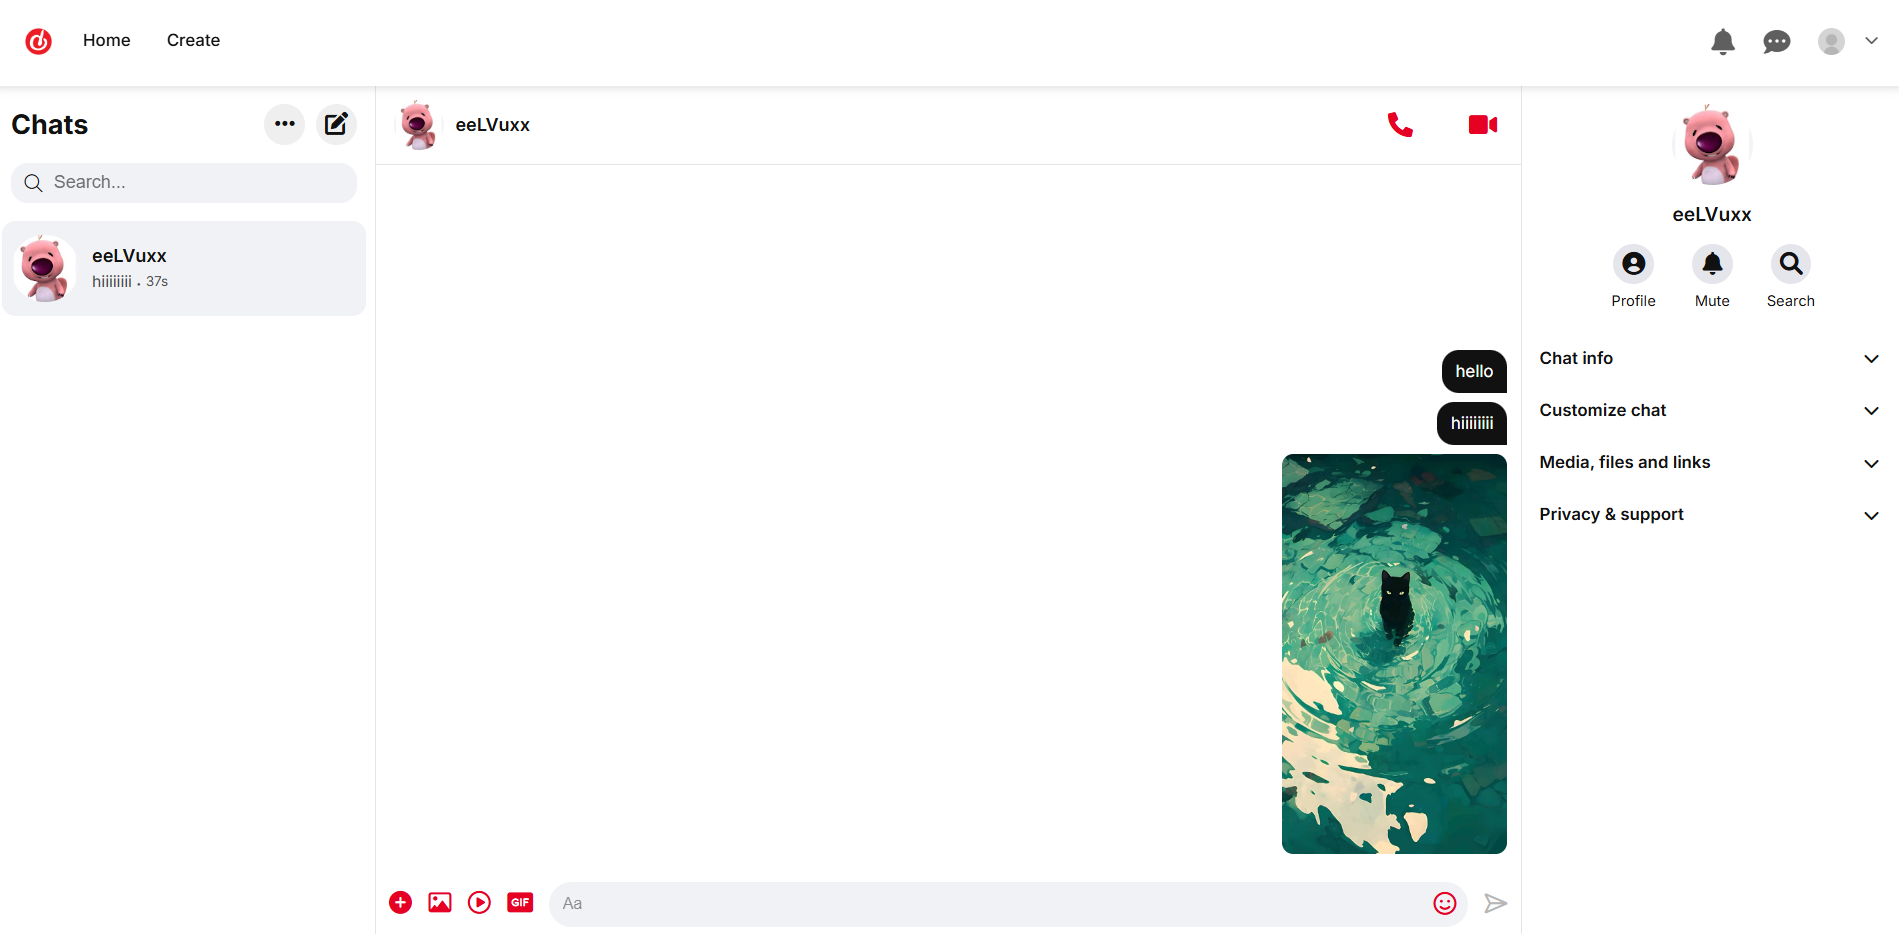 Home Create
Chats
Search...
eeLVuxx
hiiiiiiii . 37s
eeLVuxx
hello
hiiiiiiii
GIF
Aa
eeLVuxx
Profile Mute Search
Chat info
Customize chat
Media, files and links
Privacy & support